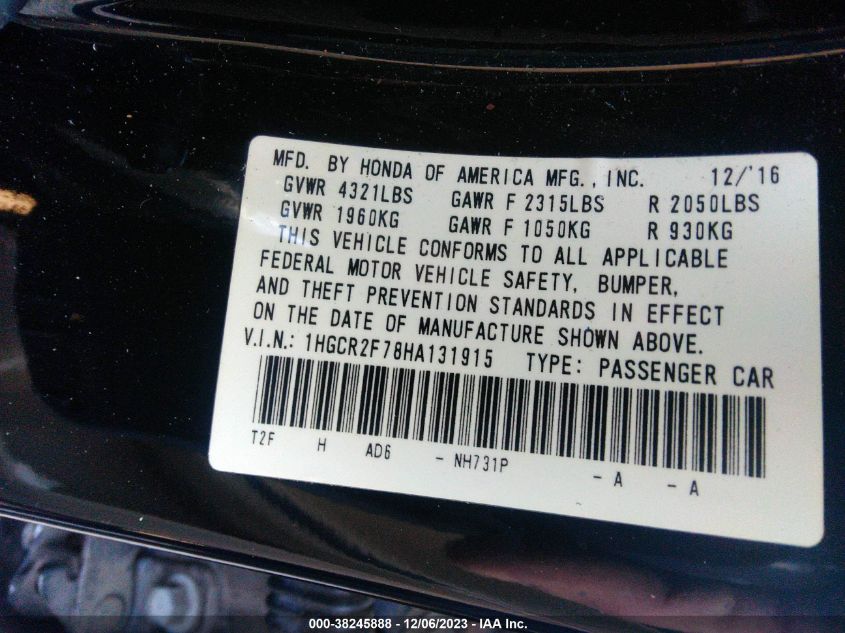 MFD. BY HONDA OF AMERICA MFG., INC. 12/'16
GVWR 4321LBS GAWR F 2315LBS R 2050LBS
GVWR 1960KG GAWR F 1050KG R 930KG
THIS VEHICLE CONFORMS TO ALL APPLICABLE
FEDERAL MOTOR VEHICLE SAFETY, BUMPER,
AND THEFT PREVENTION STANDARDS IN EFFECT
ON THE DATE OF MANUFACTURE SHOWN ABOVE.
V.I.N.: 1HGCR2F78HA131915 TYPE: PASSENGER CAR
T2F H AD6 - NH731P - A - A
000-38245888 - 12/06/2023 - IAA Inc.